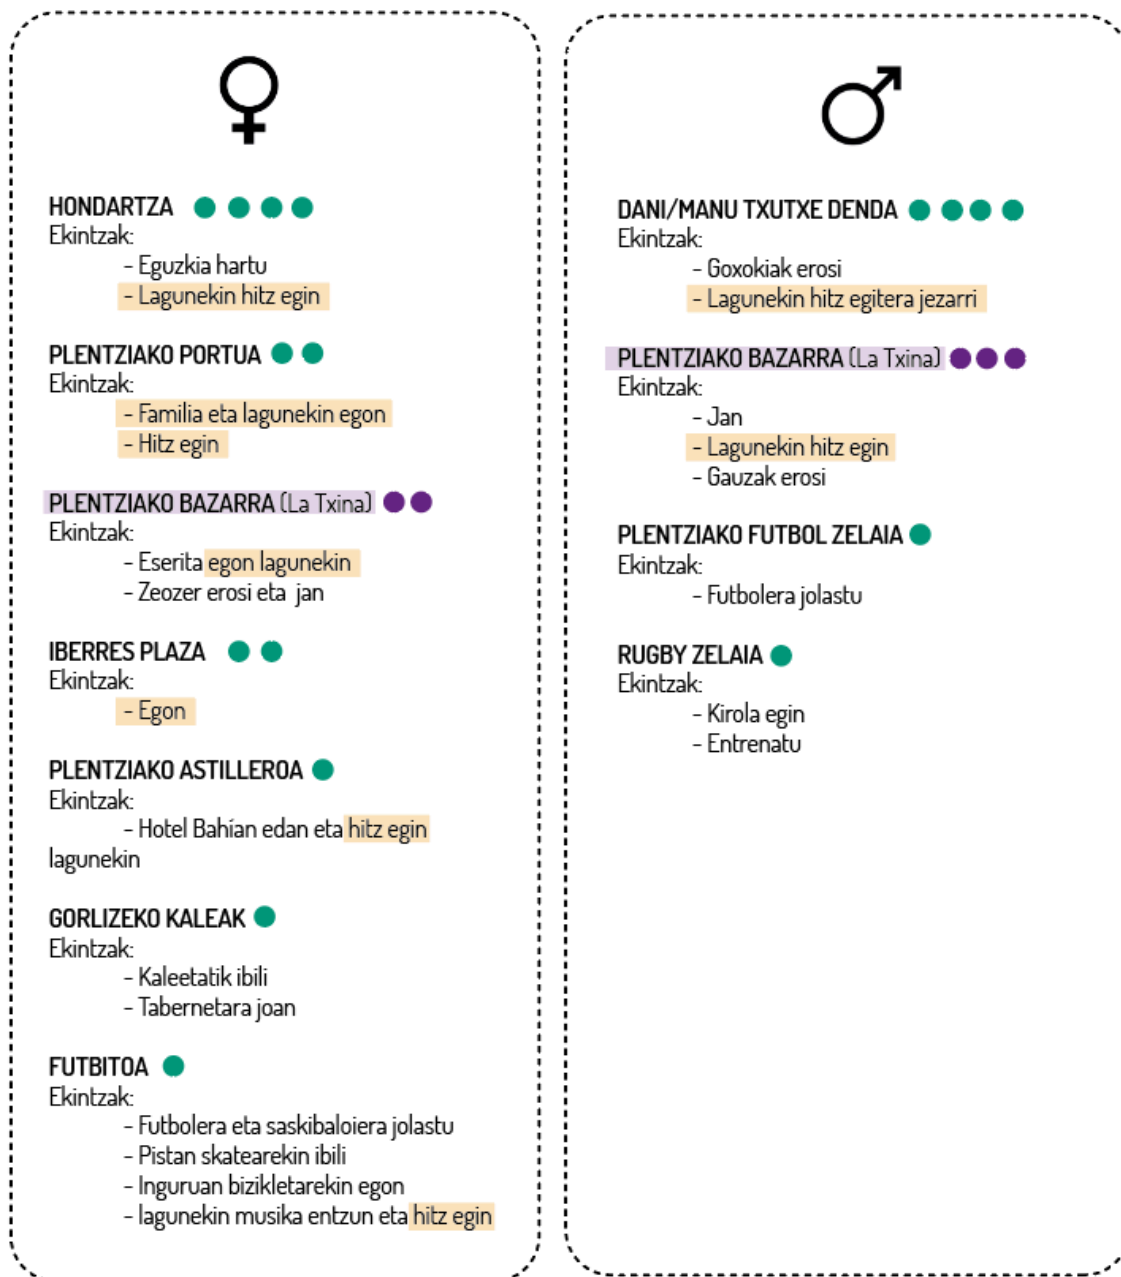 HONDARTZA
Ekintzak:
- Eguzkia hartu
- Lagunekin hitz egin
PLENTZIAKO PORTUA
Ekintzak:
- Familia eta lagunekin egon
- Hitz egin
PLENTZIAKO BAZARRA (La Txina)
Ekintzak:
- Eserita egon lagunekin
- Zeozer erosi eta jan
IBERRES PLAZA
Ekintzak:
- Egon
PLENTZIAKO ASTILLEROA
Ekintzak:
- Hotel Bahían edan eta hitz egin
lagunekin
GORLIZEKO KALEAK
Ekintzak:
- Kaleetatik ibili
- Tabernetara joan
FUTBITOA
Ekintzak:
- Futbolera eta saskibaloiera jolastu
- Pistan skatearekin ibili
- Inguruan bizikletarekin egon
- lagunekin musika entzun eta hitz egin
DANI/MANU TXUTXE DENDA
Ekintzak:
- Goxokiak erosi
- Lagunekin hitz egitera jezarri
PLENTZIAKO BAZARRA (La Txina)
Ekintzak:
- Jan
- Lagunekin hitz egin
- Gauzak erosi
PLENTZIAKO FUTBOL ZELAIA
Ekintzak:
- Futbolera jolastu
RUGBY ZELAIA
Ekintzak:
- Kirola egin
- Entrenatu